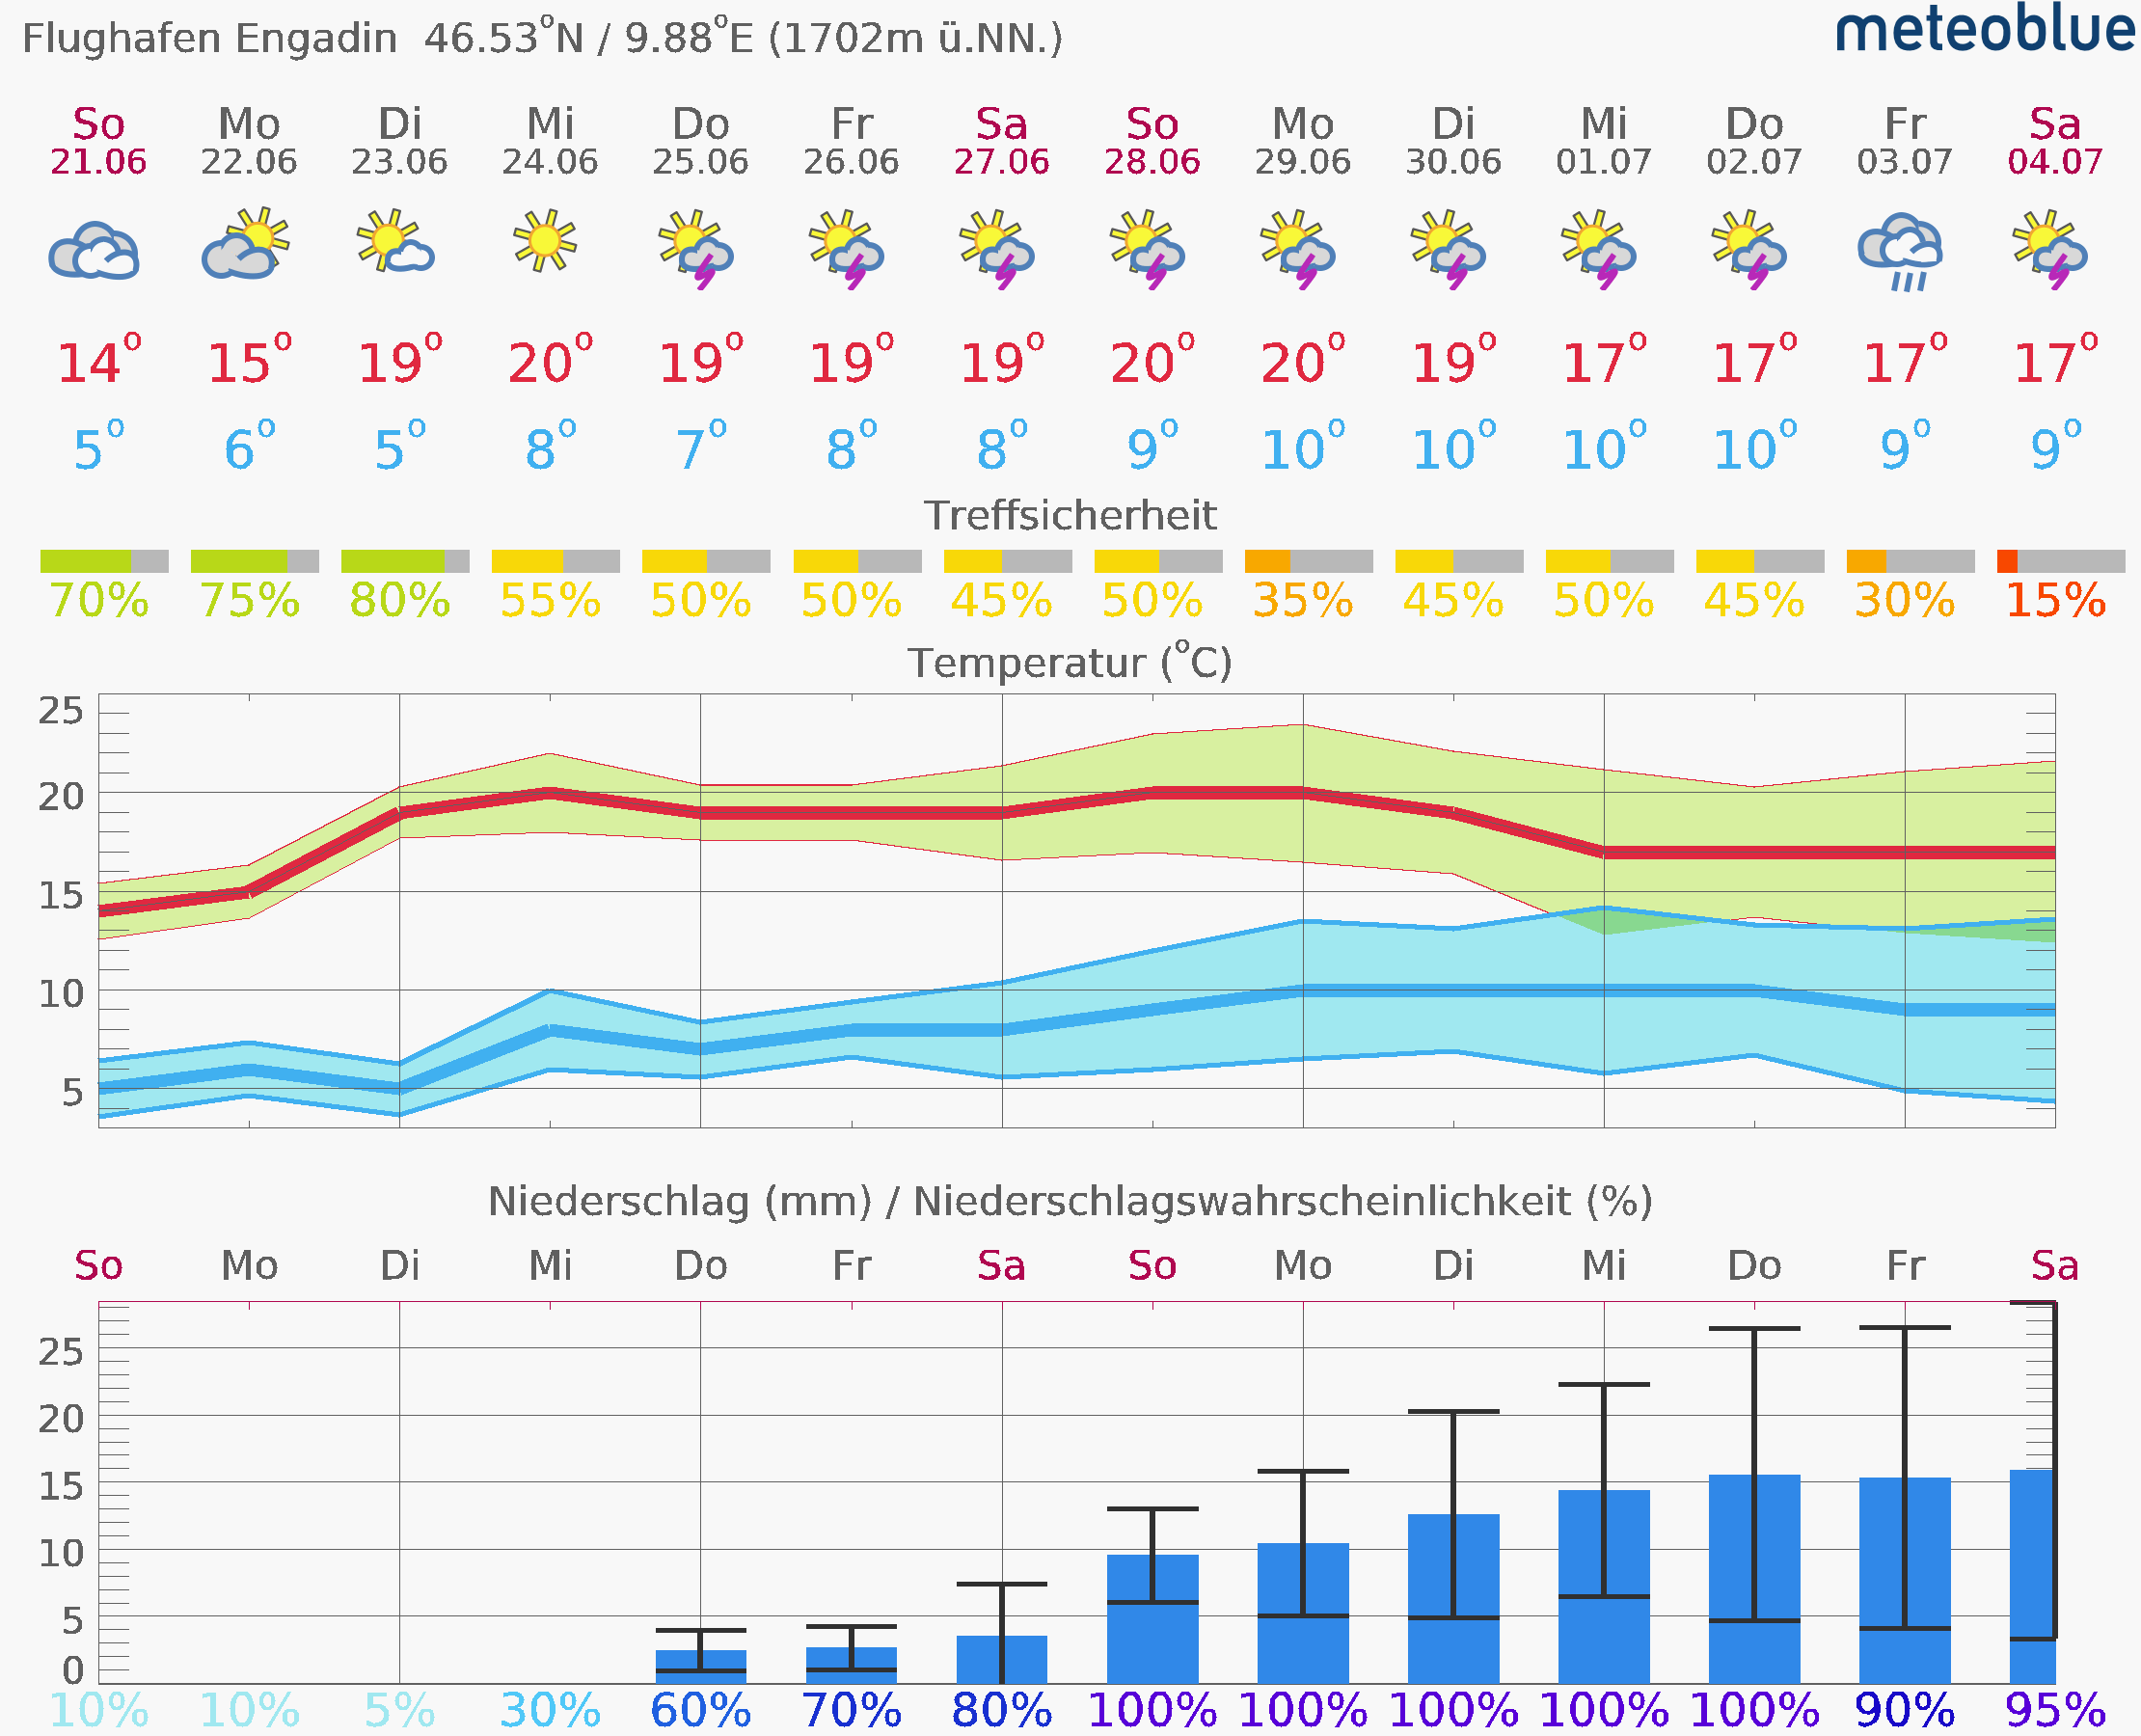 Flughafen Engadin 46.53°N / 9.88°E (1702m ü.NN.)
meteoblue
So Mo Di Mi Do Fr Sa So Mo Di Mi Do Fr Sa
21.06 22.06 23.06 24.06 25.06 26.06 27.06 28.06 29.06 30.06 01.07 02.07 03.07 04.07
14° 15° 19° 20° 19° 19° 19° 20° 20° 19° 17° 17° 17° 17°
5° 6° 5° 8° 7° 8° 8° 9° 10° 10° 10° 10° 9° 9°
Treffsicherheit
70% 75% 80% 55% 50% 50% 45% 50% 35% 45% 50% 45% 30% 15%
Temperatur (°C)
25
20
15
10
5
Niederschlag (mm) / Niederschlagswahrscheinlichkeit (%)
So Mo Di Mi Do Fr Sa So Mo Di Mi Do Fr Sa
25
20
15
10
5
0
10% 10% 5% 30% 60% 70% 80% 100% 100% 100% 100% 100% 90% 95%